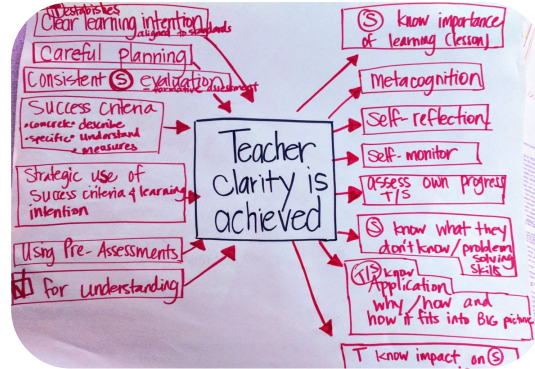 T establishes
Clear learning intention
aligned to standards
Careful planning
Consistent Ⓢ evaluation
- formative assessment
Success criteria
"concrete" describe
"specific" understand
measures
Strategic use of
Success criteria & learning
intention
Using Pre-Assessments
for understanding
Teacher
clarity is
achieved
Ⓢ know importance
of learning (lesson)
Metacognition
Self-reflection
Self-monitor
assess own progress
T/S
Ⓢ know what they
don't know/problem
solving
skills
T/S know
Application
why/how and
how it fits into BIG picture
T know impact on Ⓢ